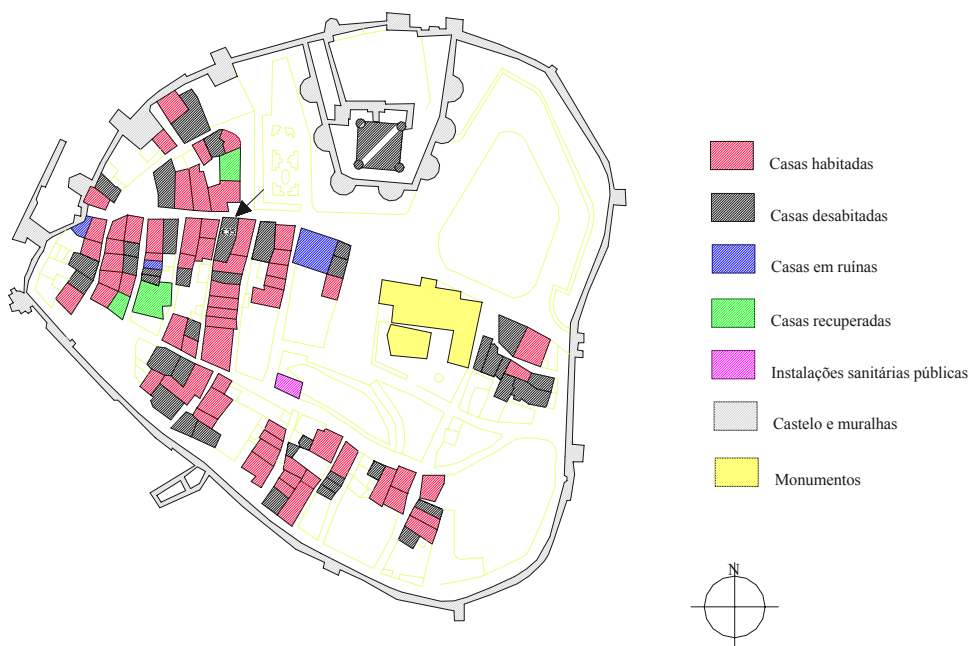 Casas habitadas
Casas desabitadas
Casas em ruínas
Casas recuperadas
Instalações sanitárias públicas
Castelo e muralhas
Monumentos
N